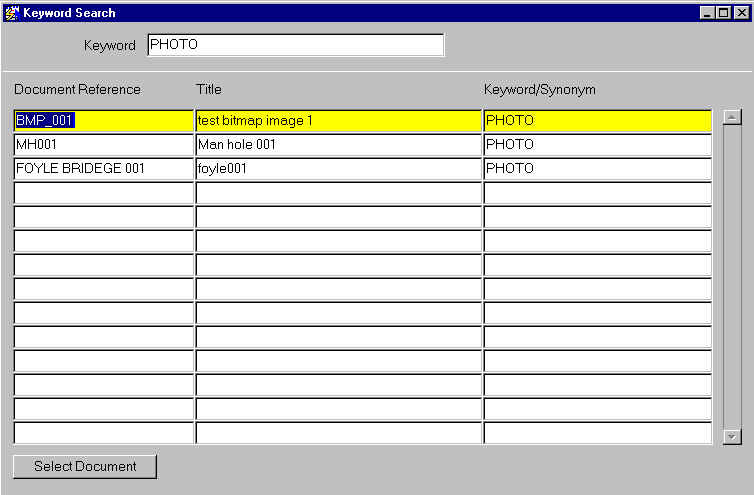 Keyword Search
Keyword PHOTO
Document Reference Title Keyword/Synonym
BMP_001 test bitmap image 1 PHOTO
MH001 Man hole 001 PHOTO
FOYLE BRIDEGE 001 foyle001 PHOTO
Select Document